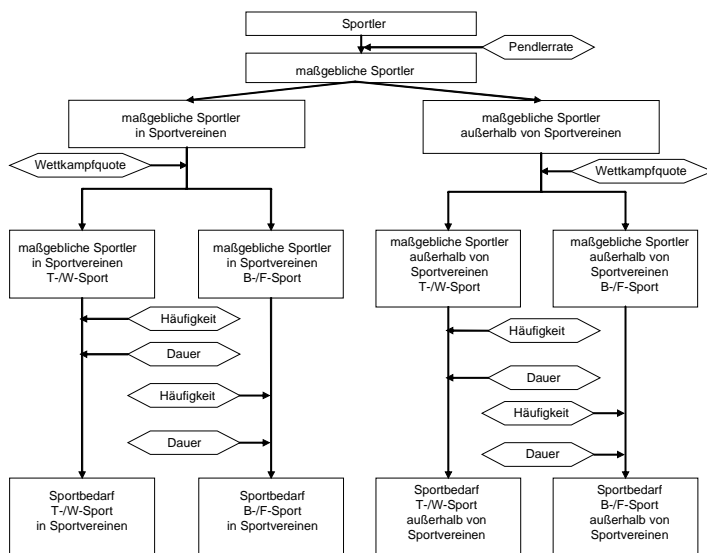 Sportler
Pendlerrate
maßgebliche Sportler
maßgebliche Sportler
in Sportvereinen
maßgebliche Sportler
außerhalb von Sportvereinen
Wettkampfquote
Wettkampfquote
maßgebliche Sportler
in Sportvereinen
T-/W-Sport
maßgebliche Sportler
in Sportvereinen
B-/F-Sport
maßgebliche Sportler
außerhalb von
Sportvereinen
T-/W-Sport
maßgebliche Sportler
außerhalb von
Sportvereinen
B-/F-Sport
Häufigkeit
Häufigkeit
Dauer
Dauer
Häufigkeit
Häufigkeit
Dauer
Dauer
Sportbedarf
T-/W-Sport
in Sportvereinen
Sportbedarf
B-/F-Sport
in Sportvereinen
Sportbedarf
T-/W-Sport
außerhalb von
Sportvereinen
Sportbedarf
B-/F-Sport
außerhalb von
Sportvereinen